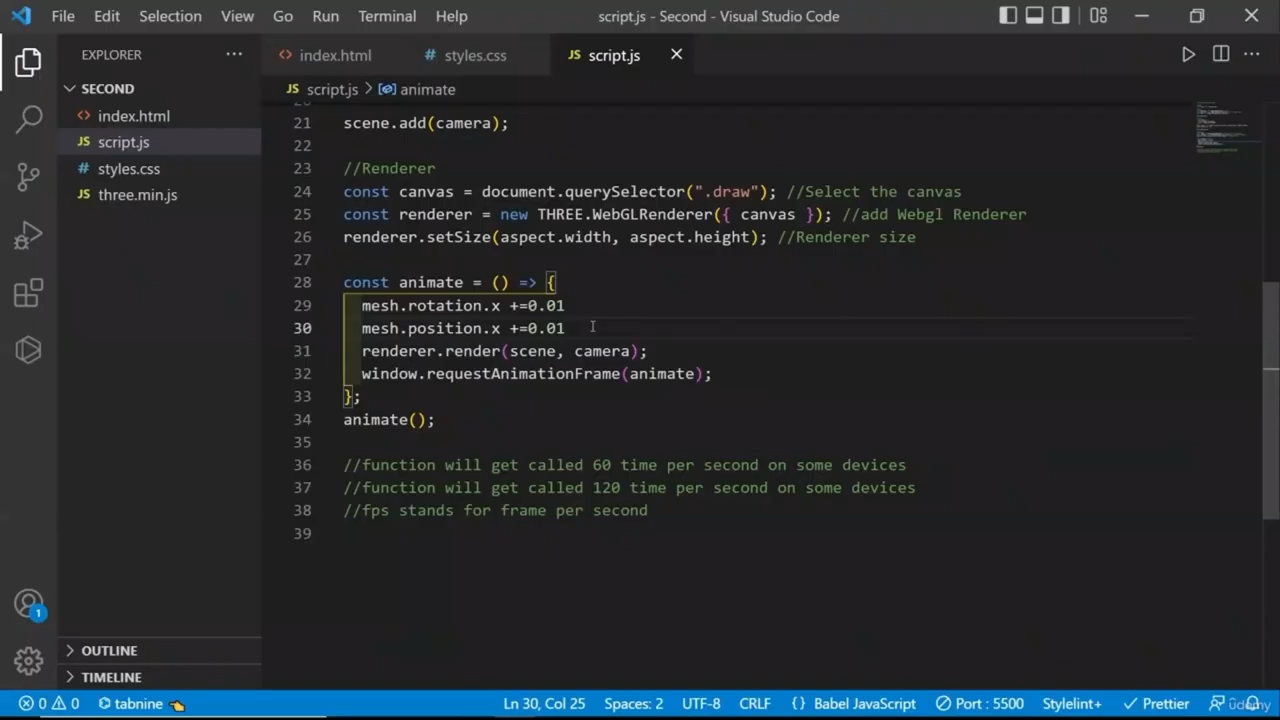 File Edit Selection View Go Run Terminal Help script.js - Second - Visual Studio Code
EXPLORER ...
index.html
styles.css
script.js
SECOND
index.html
script.js
styles.css
three.min.js
OUTLINE
TIMELINE
script.js > animate
21 scene.add(camera);
22
23 //Renderer
24 const canvas = document.querySelector(".draw"); //Select the canvas
25 const renderer = new THREE.WebGLRenderer({ canvas }); //add Webgl Renderer
26 renderer.setSize(aspect.width, aspect.height); //Renderer size
27
28 const animate = () => {
29 mesh.rotation.x +=0.01
30 mesh.position.x +=0.01
31 renderer.render(scene, camera);
32 window.requestAnimationFrame(animate);
33 };
34 animate();
35
36 //function will get called 60 time per second on some devices
37 //function will get called 120 time per second on some devices
38 //fps stands for frame per second
39
1
0 0 tabnine Ln 30, Col 25 Spaces: 2 UTF-8 CRLF {} Babel JavaScript Port : 5500 Stylelint+ Prettier
udemy